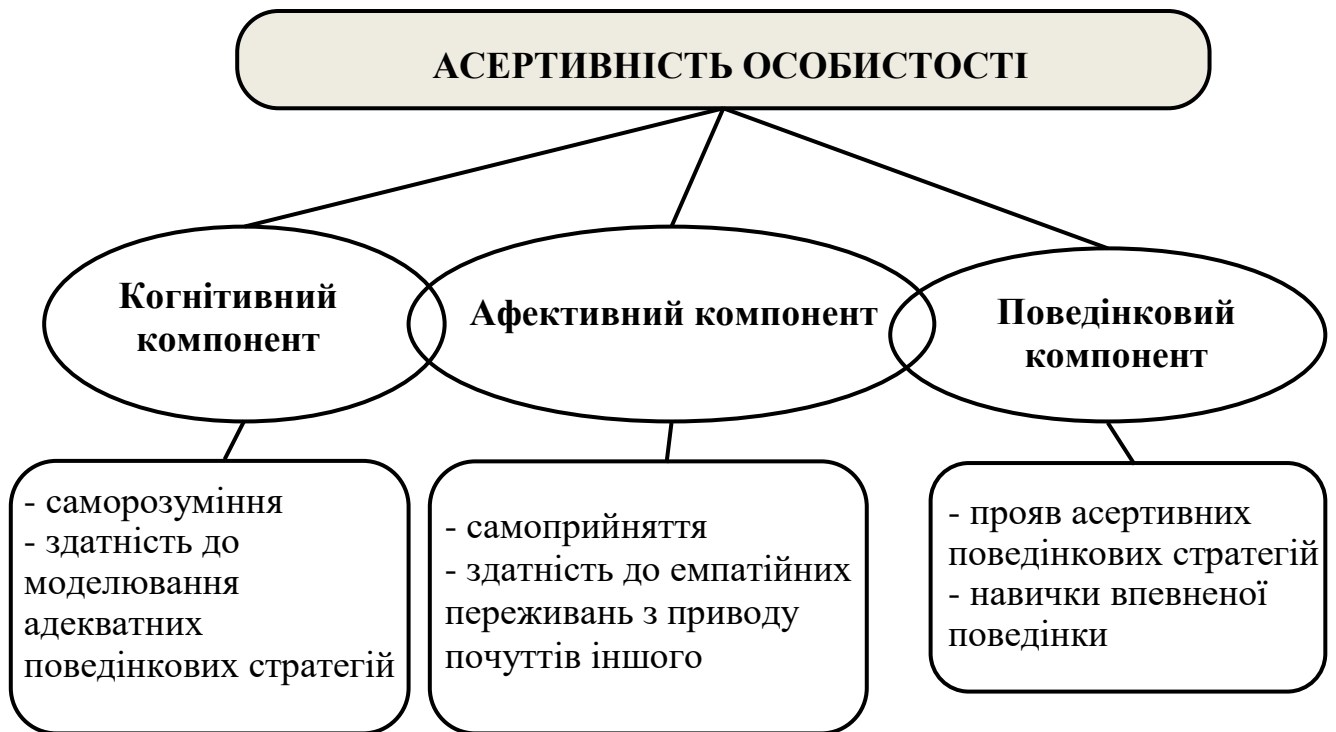 АСЕРТИВНІСТЬ ОСОБИСТОСТІ
Когнітивний
компонент
Афективний компонент
Поведінковий
компонент
- саморозуміння
- здатність до
моделювання
адекватних
поведінкових стратегій
- самоприйняття
- здатність до емпатійних
переживань з приводу
почуттів іншого
- прояв асертивних
поведінкових стратегій
- навички впевненої
поведінки